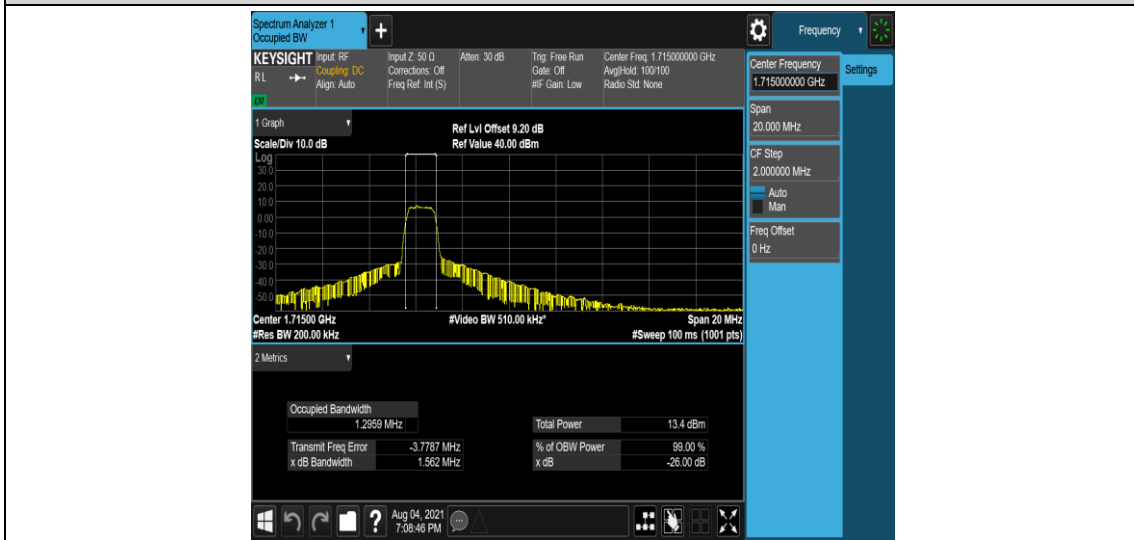 Spectrum Analyzer 1
Occupied BW
+
Frequency
KEYSIGHT Input: RF Input Z: 50 Ω Atten: 30 dB Trig: Free Run Center Freq: 1.715000000 GHz
RL Coupling: DC Corrections: Off Gate: Off Avg|Hold: 100/100
Align: Auto Freq Ref: Int (S) #IF Gain: Low Radio Std: None
Center Frequency
1.715000000 GHz
Settings
Span
20.000 MHz
CF Step
2.000000 MHz
Auto
Man
Freq Offset
0 Hz
1 Graph
Ref Lvl Offset 9.20 dB
Scale/Div 10.0 dB Ref Value 40.00 dBm
Log
30.0
20.0
10.0
0.00
-10.0
-20.0
-30.0
-40.0
-50.0
Center 1.71500 GHz #Video BW 510.00 kHz* Span 20 MHz
#Res BW 200.00 kHz #Sweep 100 ms (1001 pts)
2 Metrics
Occupied Bandwidth
1.2959 MHz
Total Power 13.4 dBm
Transmit Freq Error -3.7787 MHz % of OBW Power 99.00 %
x dB Bandwidth 1.562 MHz x dB -26.00 dB
?
Aug 04, 2021
7:08:46 PM